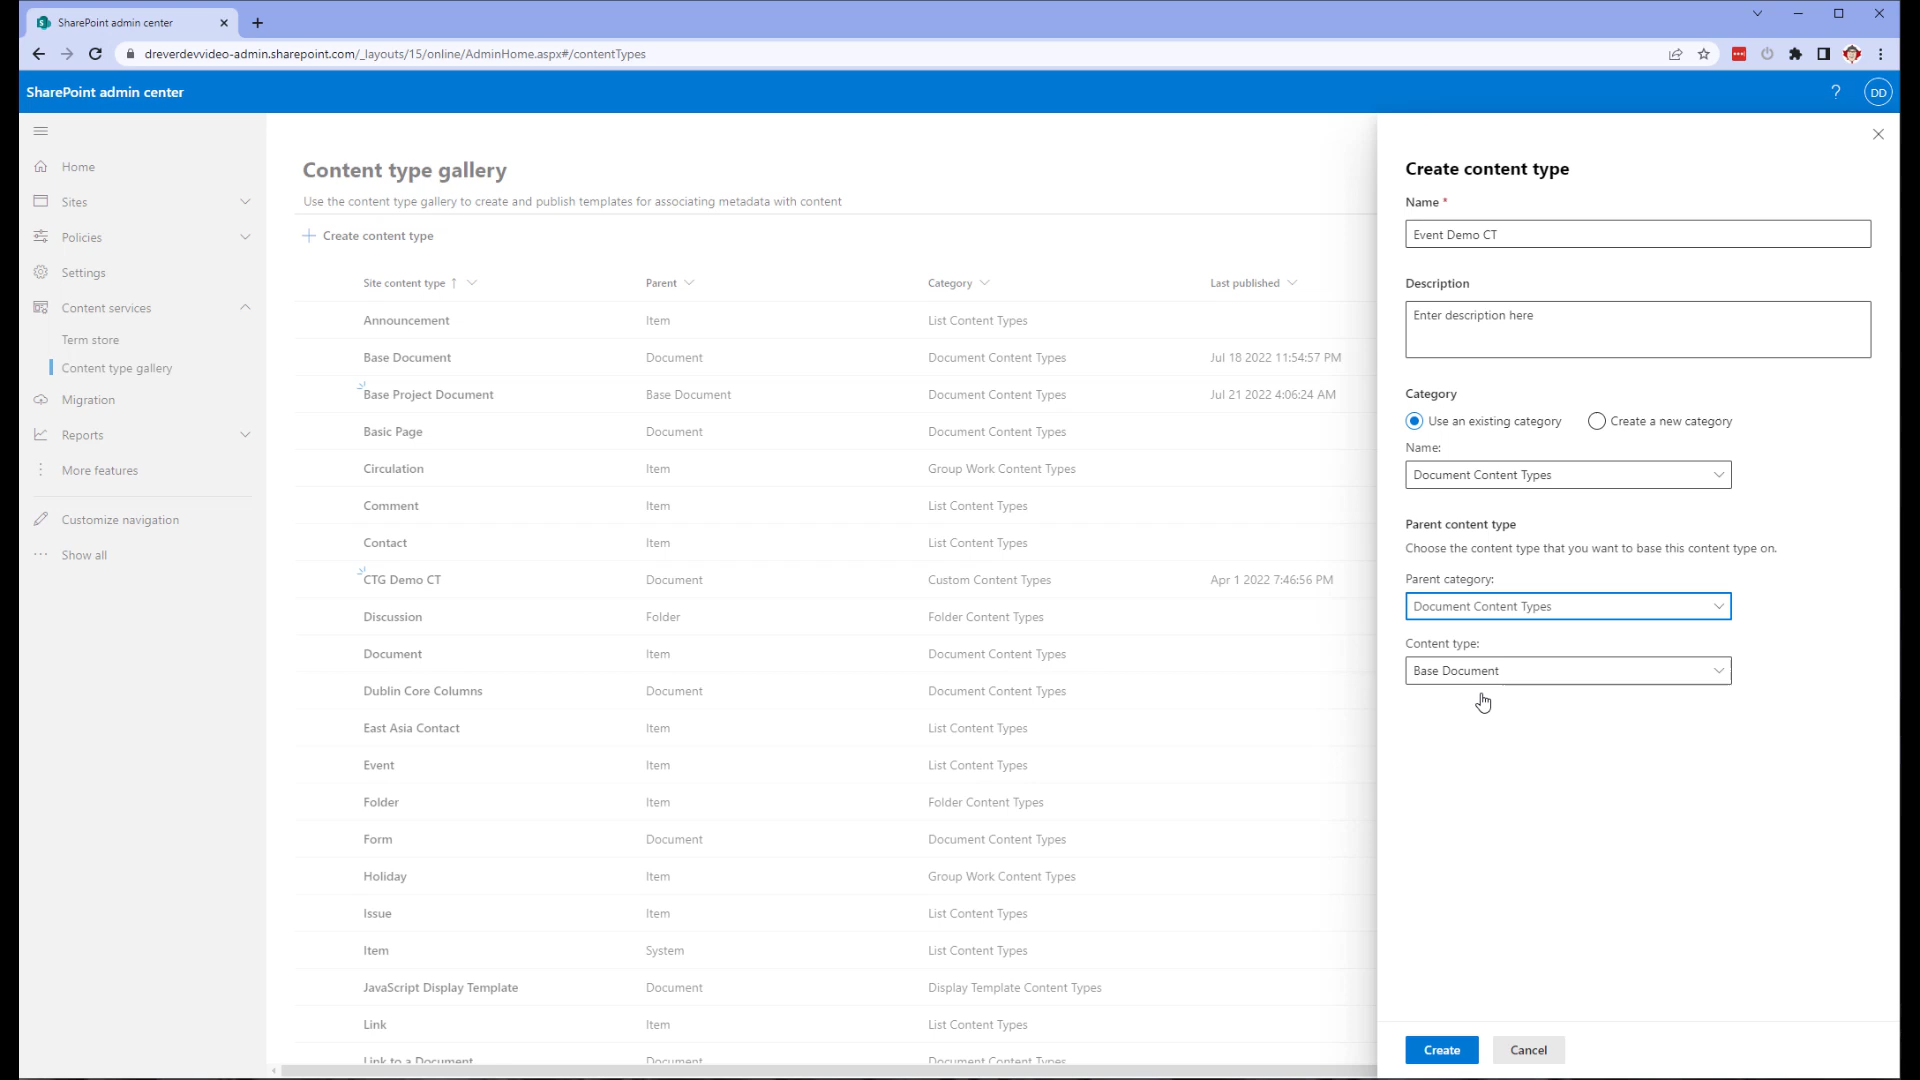 SharePoint admin center
dreverdevvideo-admin.sharepoint.com/_layouts/15/online/AdminHome.aspx#/contentTypes
SharePoint admin center
? DD
Home
Sites
Policies
Settings
Content services
Term store
Content type gallery
Migration
Reports
More features
Customize navigation
Show all
Content type gallery
Use the content type gallery to create and publish templates for associating metadata with content
Create content type
Site content type ↑ Parent Category Last published
Announcement Item List Content Types
Base Document Document Document Content Types Jul 18 2022 11:54:57 PM
Base Project Document Base Document Document Content Types Jul 21 2022 4:06:24 AM
Basic Page Document Document Content Types
Circulation Item Group Work Content Types
Comment Item List Content Types
Contact Item List Content Types
CTG Demo CT Document Custom Content Types Apr 1 2022 7:46:56 PM
Discussion Folder Folder Content Types
Document Item Document Content Types
Dublin Core Columns Document Document Content Types
East Asia Contact Item List Content Types
Event Item List Content Types
Folder Item Folder Content Types
Form Document Document Content Types
Holiday Item Group Work Content Types
Issue Item List Content Types
Item System List Content Types
JavaScript Display Template Document Display Template Content Types
Link Item List Content Types
Link to a Document Document Document Content Types
Create content type
Name *
Event Demo CT
Description
Enter description here
Category
Use an existing category Create a new category
Name:
Document Content Types
Parent content type
Choose the content type that you want to base this content type on.
Parent category:
Document Content Types
Content type:
Base Document
Create Cancel